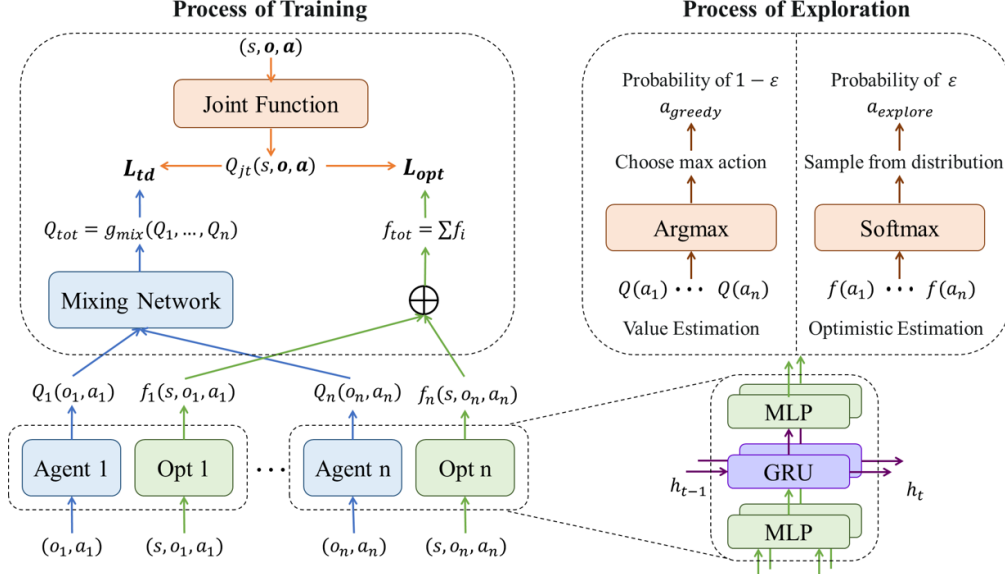 Process of Training
(s, o, a)
Joint Function
L_td
Q_jt(s, o, a)
L_opt
Q_tot = g_mix(Q_1, ..., Q_n)
f_tot = ∑f_i
Mixing Network
Q_1(o_1, a_1)
f_1(s, o_1, a_1)
Q_n(o_n, a_n)
f_n(s, o_n, a_n)
Agent 1
Opt 1
...
Agent n
Opt n
(o_1, a_1)
(s, o_1, a_1)
(o_n, a_n)
(s, o_n, a_n)
Process of Exploration
Probability of 1 − ε
a_greedy
Choose max action
Argmax
Q(a_1) ... Q(a_n)
Value Estimation
Probability of ε
a_explore
Sample from distribution
Softmax
f(a_1) ... f(a_n)
Optimistic Estimation
MLP
GRU
h_{t−1}
h_t
MLP